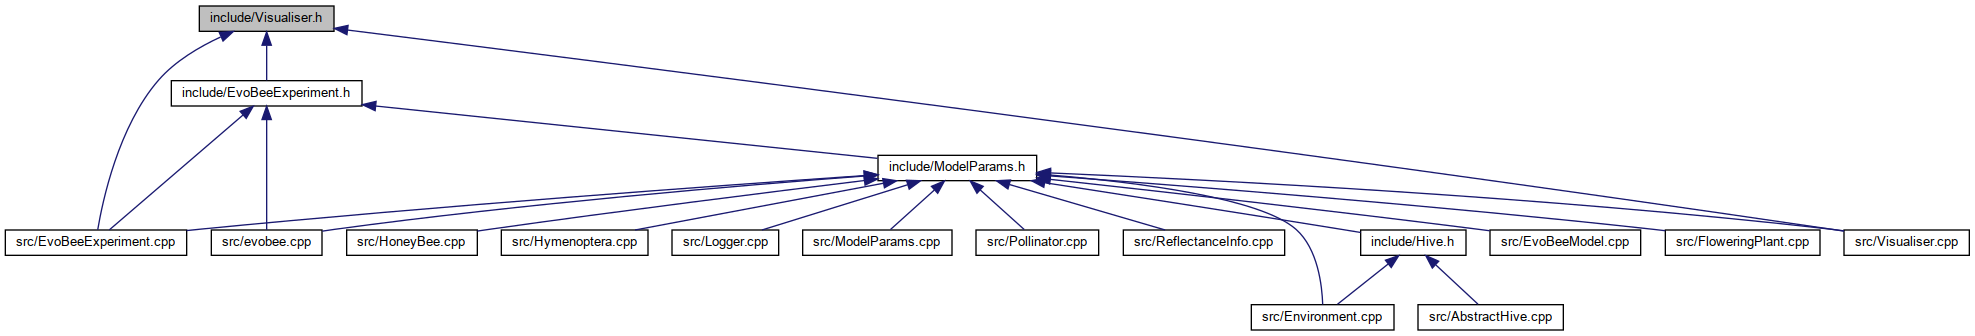 include/Visualiser.h
include/EvoBeeExperiment.h
include/ModelParams.h
src/EvoBeeExperiment.cpp
src/evobee.cpp
src/HoneyBee.cpp
src/Hymenoptera.cpp
src/Logger.cpp
src/ModelParams.cpp
src/Pollinator.cpp
src/ReflectanceInfo.cpp
include/Hive.h
src/EvoBeeModel.cpp
src/FloweringPlant.cpp
src/Visualiser.cpp
src/Environment.cpp
src/AbstractHive.cpp